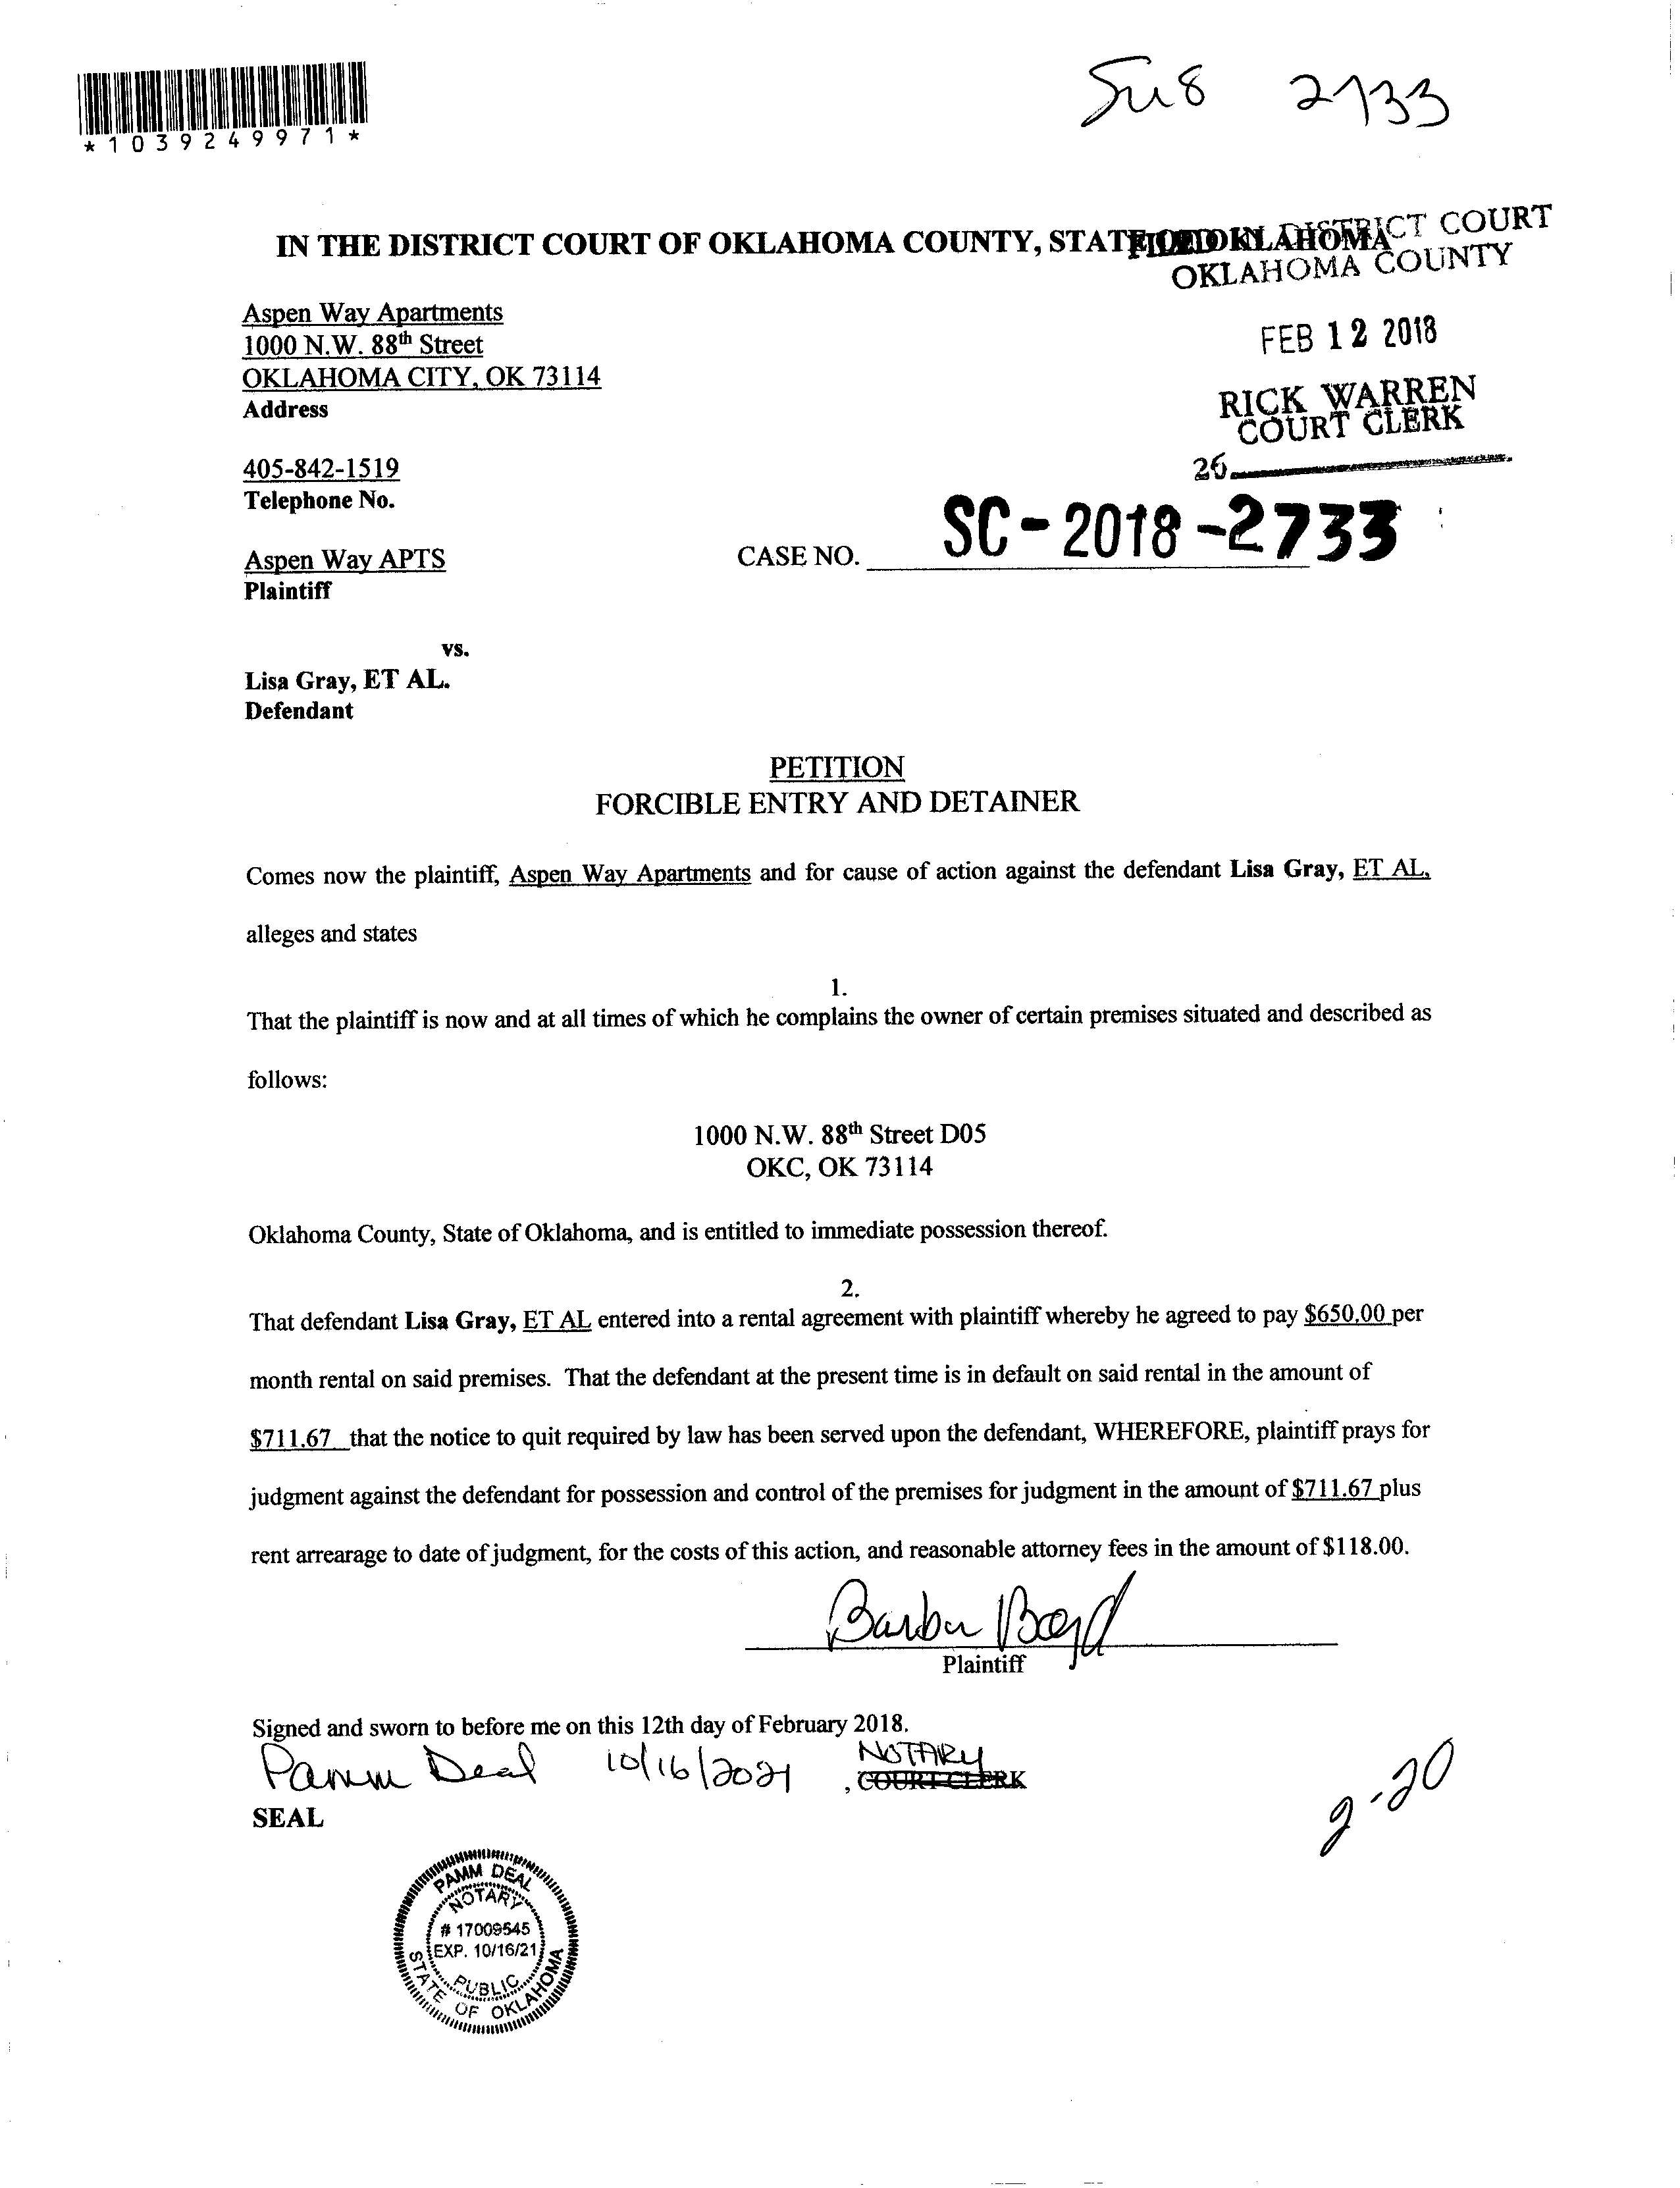 *1039249971*
2733
IN THE DISTRICT COURT OF OKLAHOMA COUNTY, STATE OF OKLAHOMA
FILED IN DISTRICT COURT
OKLAHOMA COUNTY
Aspen Way Apartments
1000 N.W. 88th Street
OKLAHOMA CITY, OK 73114
Address
FEB 12 2018
RICK WARREN
COURT CLERK
26
405-842-1519
Telephone No.
CASE NO. SC-2018-2733
Aspen Way APTS
Plaintiff
vs.
Lisa Gray, ET AL.
Defendant
PETITION
FORCIBLE ENTRY AND DETAINER
Comes now the plaintiff, Aspen Way Apartments and for cause of action against the defendant Lisa Gray, ET AL,
alleges and states
1.
That the plaintiff is now and at all times of which he complains the owner of certain premises situated and described as
follows:
1000 N.W. 88th Street D05
OKC, OK 73114
Oklahoma County, State of Oklahoma, and is entitled to immediate possession thereof.
2.
That defendant Lisa Gray, ET AL entered into a rental agreement with plaintiff whereby he agreed to pay $650.00 per
month rental on said premises. That the defendant at the present time is in default on said rental in the amount of
$711.67 that the notice to quit required by law has been served upon the defendant, WHEREFORE, plaintiff prays for
judgment against the defendant for possession and control of the premises for judgment in the amount of $711.67 plus
rent arrearage to date of judgment, for the costs of this action, and reasonable attorney fees in the amount of $118.00.
Barba Boyd
Plaintiff
Signed and sworn to before me on this 12th day of February 2018.
Pamm Deal 10/16/2021 NOTARY
, COURT CLERK
SEAL
2-20
PAMM DEAL
NOTARY
# 17009545
EXP. 10/16/21
PUBLIC
STATE OF OKLAHOMA